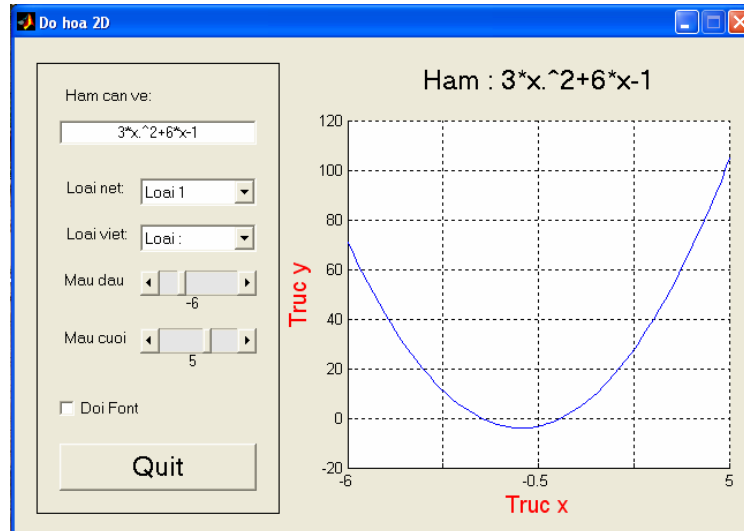 Do hoa 2D
Ham can ve:
3*x.^2+6*x-1
Loai net:
Loai 1
Loai viet:
Loai :
Mau dau
-6
Mau cuoi
5
Doi Font
Quit
Ham : 3*x.^2+6*x-1
120
100
80
60
40
20
0
-20
Truc y
-6
-0.5
5
Truc x